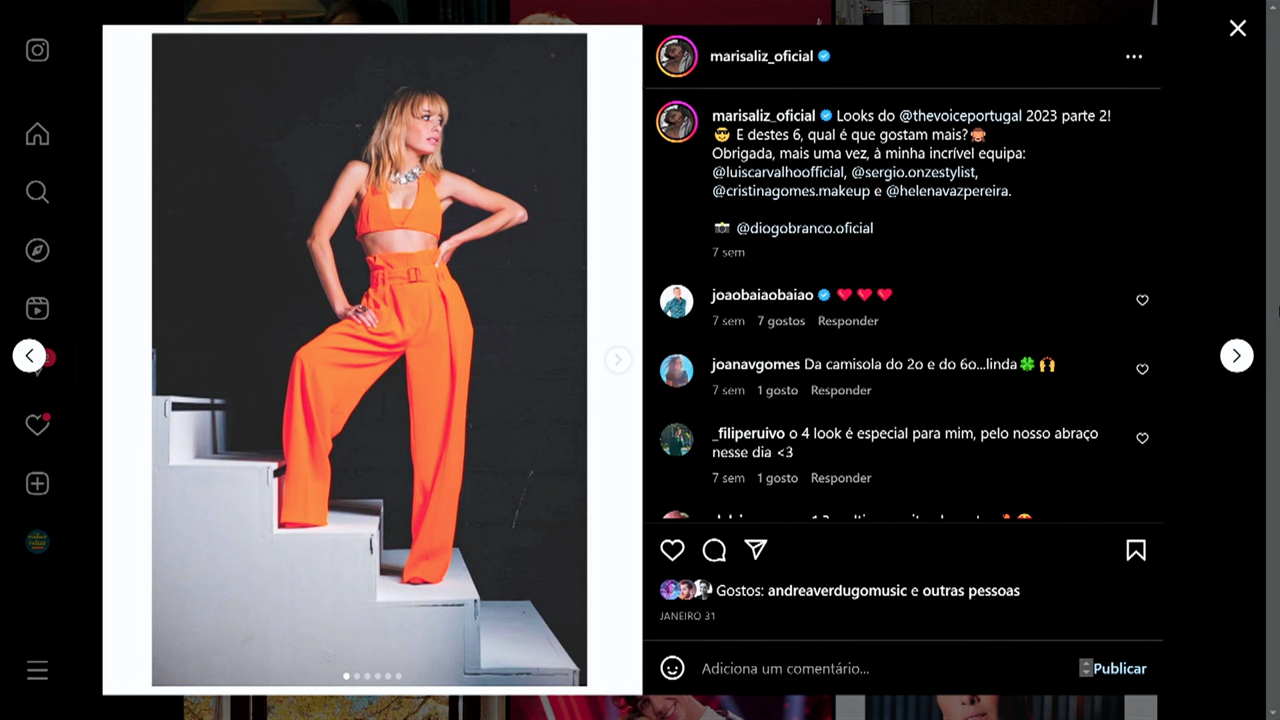 marisaliz_oficial
marisaliz_oficial Looks do @thevoiceportugal 2023 parte 2!
😎 E destes 6, qual é que gostam mais?🙈
Obrigada, mais uma vez, à minha incrível equipa:
@luiscarvalhoofficial, @sergio.onzestylist,
@cristinagomes.makeup e @helenavazpereira.
📸 @diogobranco.oficial
7 sem
joaobaiaobaiao ❤️ ❤️ ❤️
7 sem 7 gostos Responder
joanavgomes Da camisola do 2o e do 6o...linda🍀🙌
7 sem 1 gosto Responder
_filiperuivo o 4 look é especial para mim, pelo nosso abraço
nesse dia <3
7 sem 1 gosto Responder
Gostos: andreaverdugomusic e outras pessoas
JANEIRO 31
Adiciona um comentário... Publicar